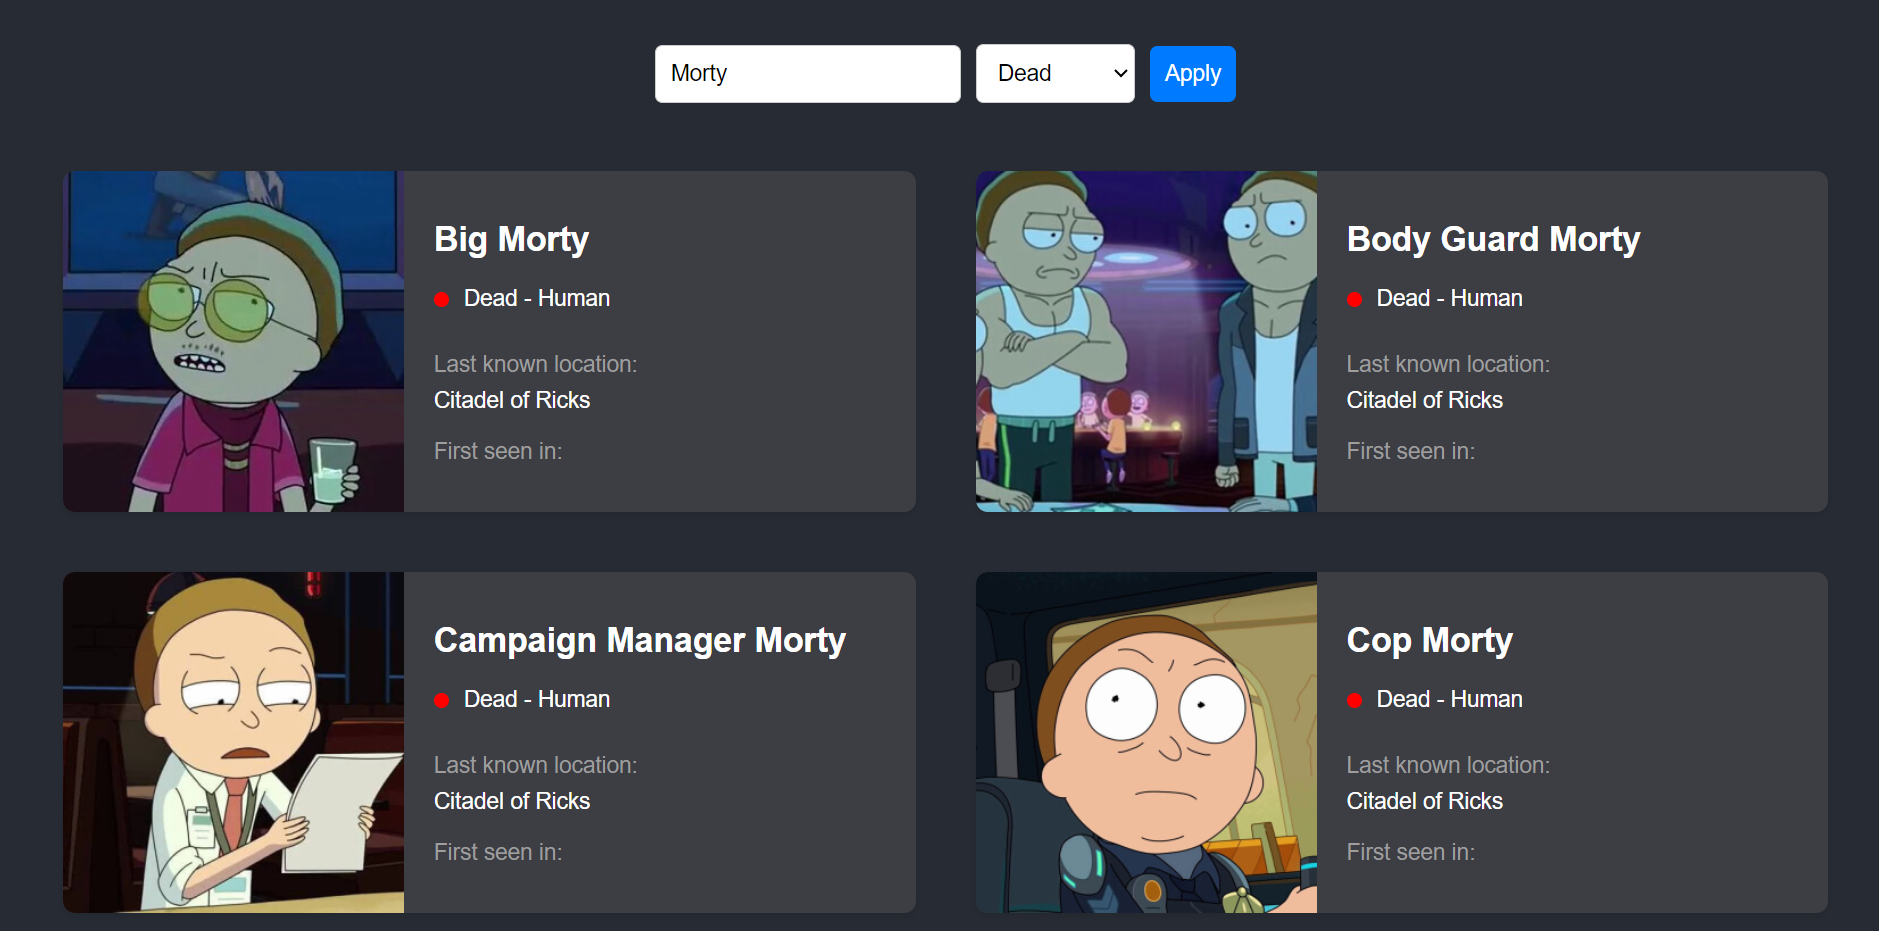 Morty
Dead
Apply
Big Morty
Dead - Human
Last known location:
Citadel of Ricks
First seen in:
Body Guard Morty
Dead - Human
Last known location:
Citadel of Ricks
First seen in:
Campaign Manager Morty
Dead - Human
Last known location:
Citadel of Ricks
First seen in:
Cop Morty
Dead - Human
Last known location:
Citadel of Ricks
First seen in: